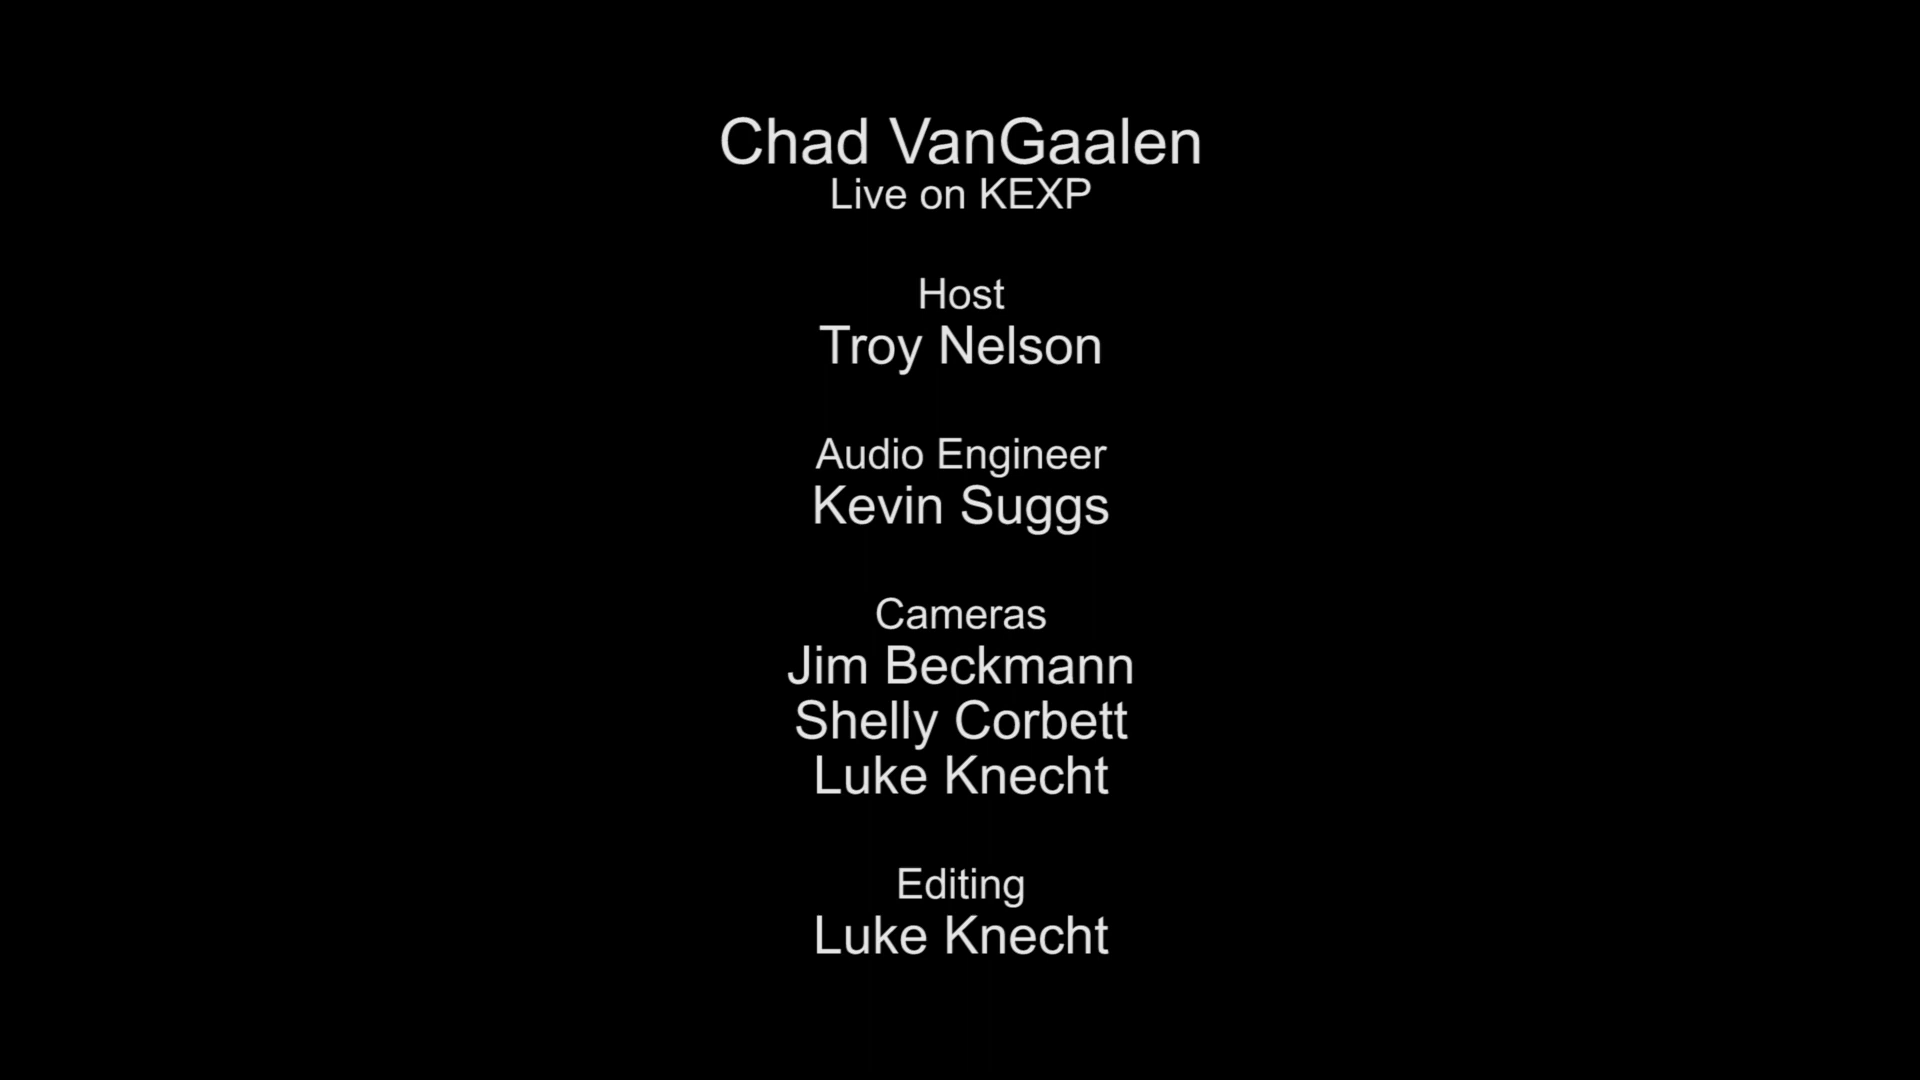 Chad VanGaalen
Live on KEXP
Host
Troy Nelson
Audio Engineer
Kevin Suggs
Cameras
Jim Beckmann
Shelly Corbett
Luke Knecht
Editing
Luke Knecht